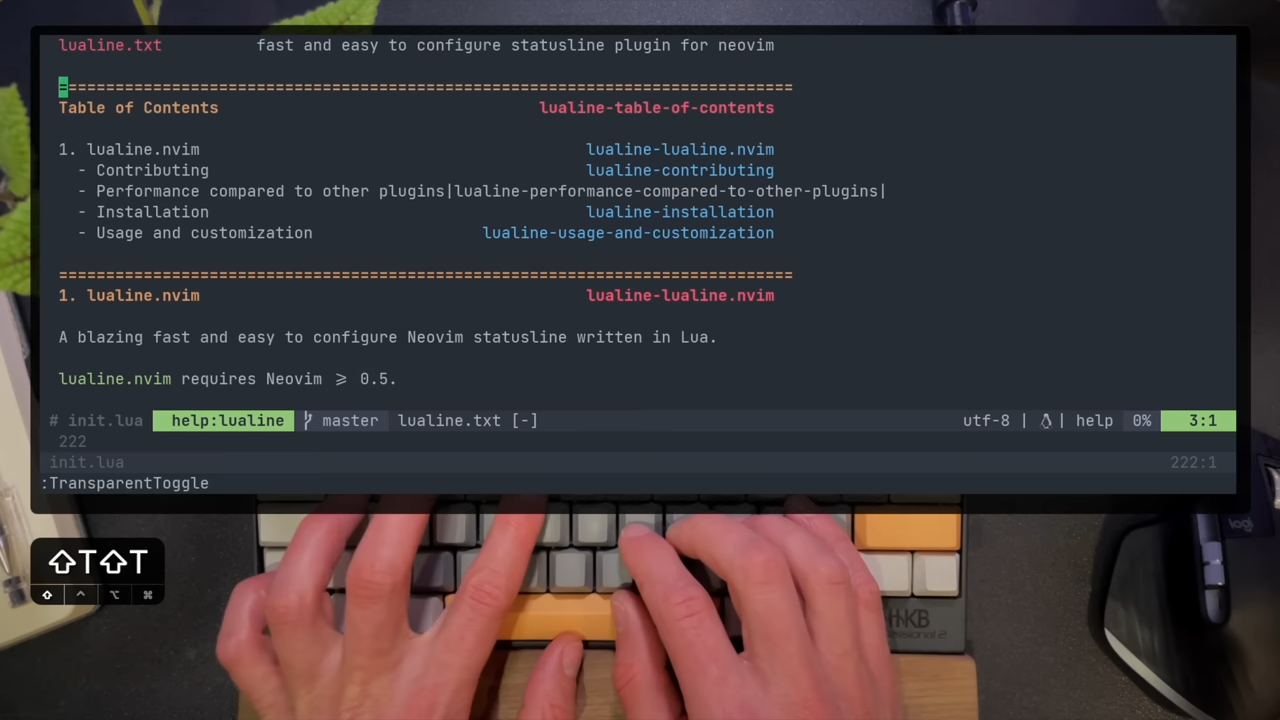 lualine.txt fast and easy to configure statusline plugin for neovim
==============================================================================
Table of Contents lualine-table-of-contents
1. lualine.nvim lualine-lualine.nvim
- Contributing lualine-contributing
- Performance compared to other plugins|lualine-performance-compared-to-other-plugins|
- Installation lualine-installation
- Usage and customization lualine-usage-and-customization
==============================================================================
1. lualine.nvim lualine-lualine.nvim
A blazing fast and easy to configure Neovim statusline written in Lua.
lualine.nvim requires Neovim ⩾ 0.5.
# init.lua help:lualine master lualine.txt [-] utf-8 | | help 0% 3:1
222
init.lua 222:1
:TransparentToggle
⇧T⇧T
⇧ ^ ⌥ ⌘
HHKB
Professional 2
logi